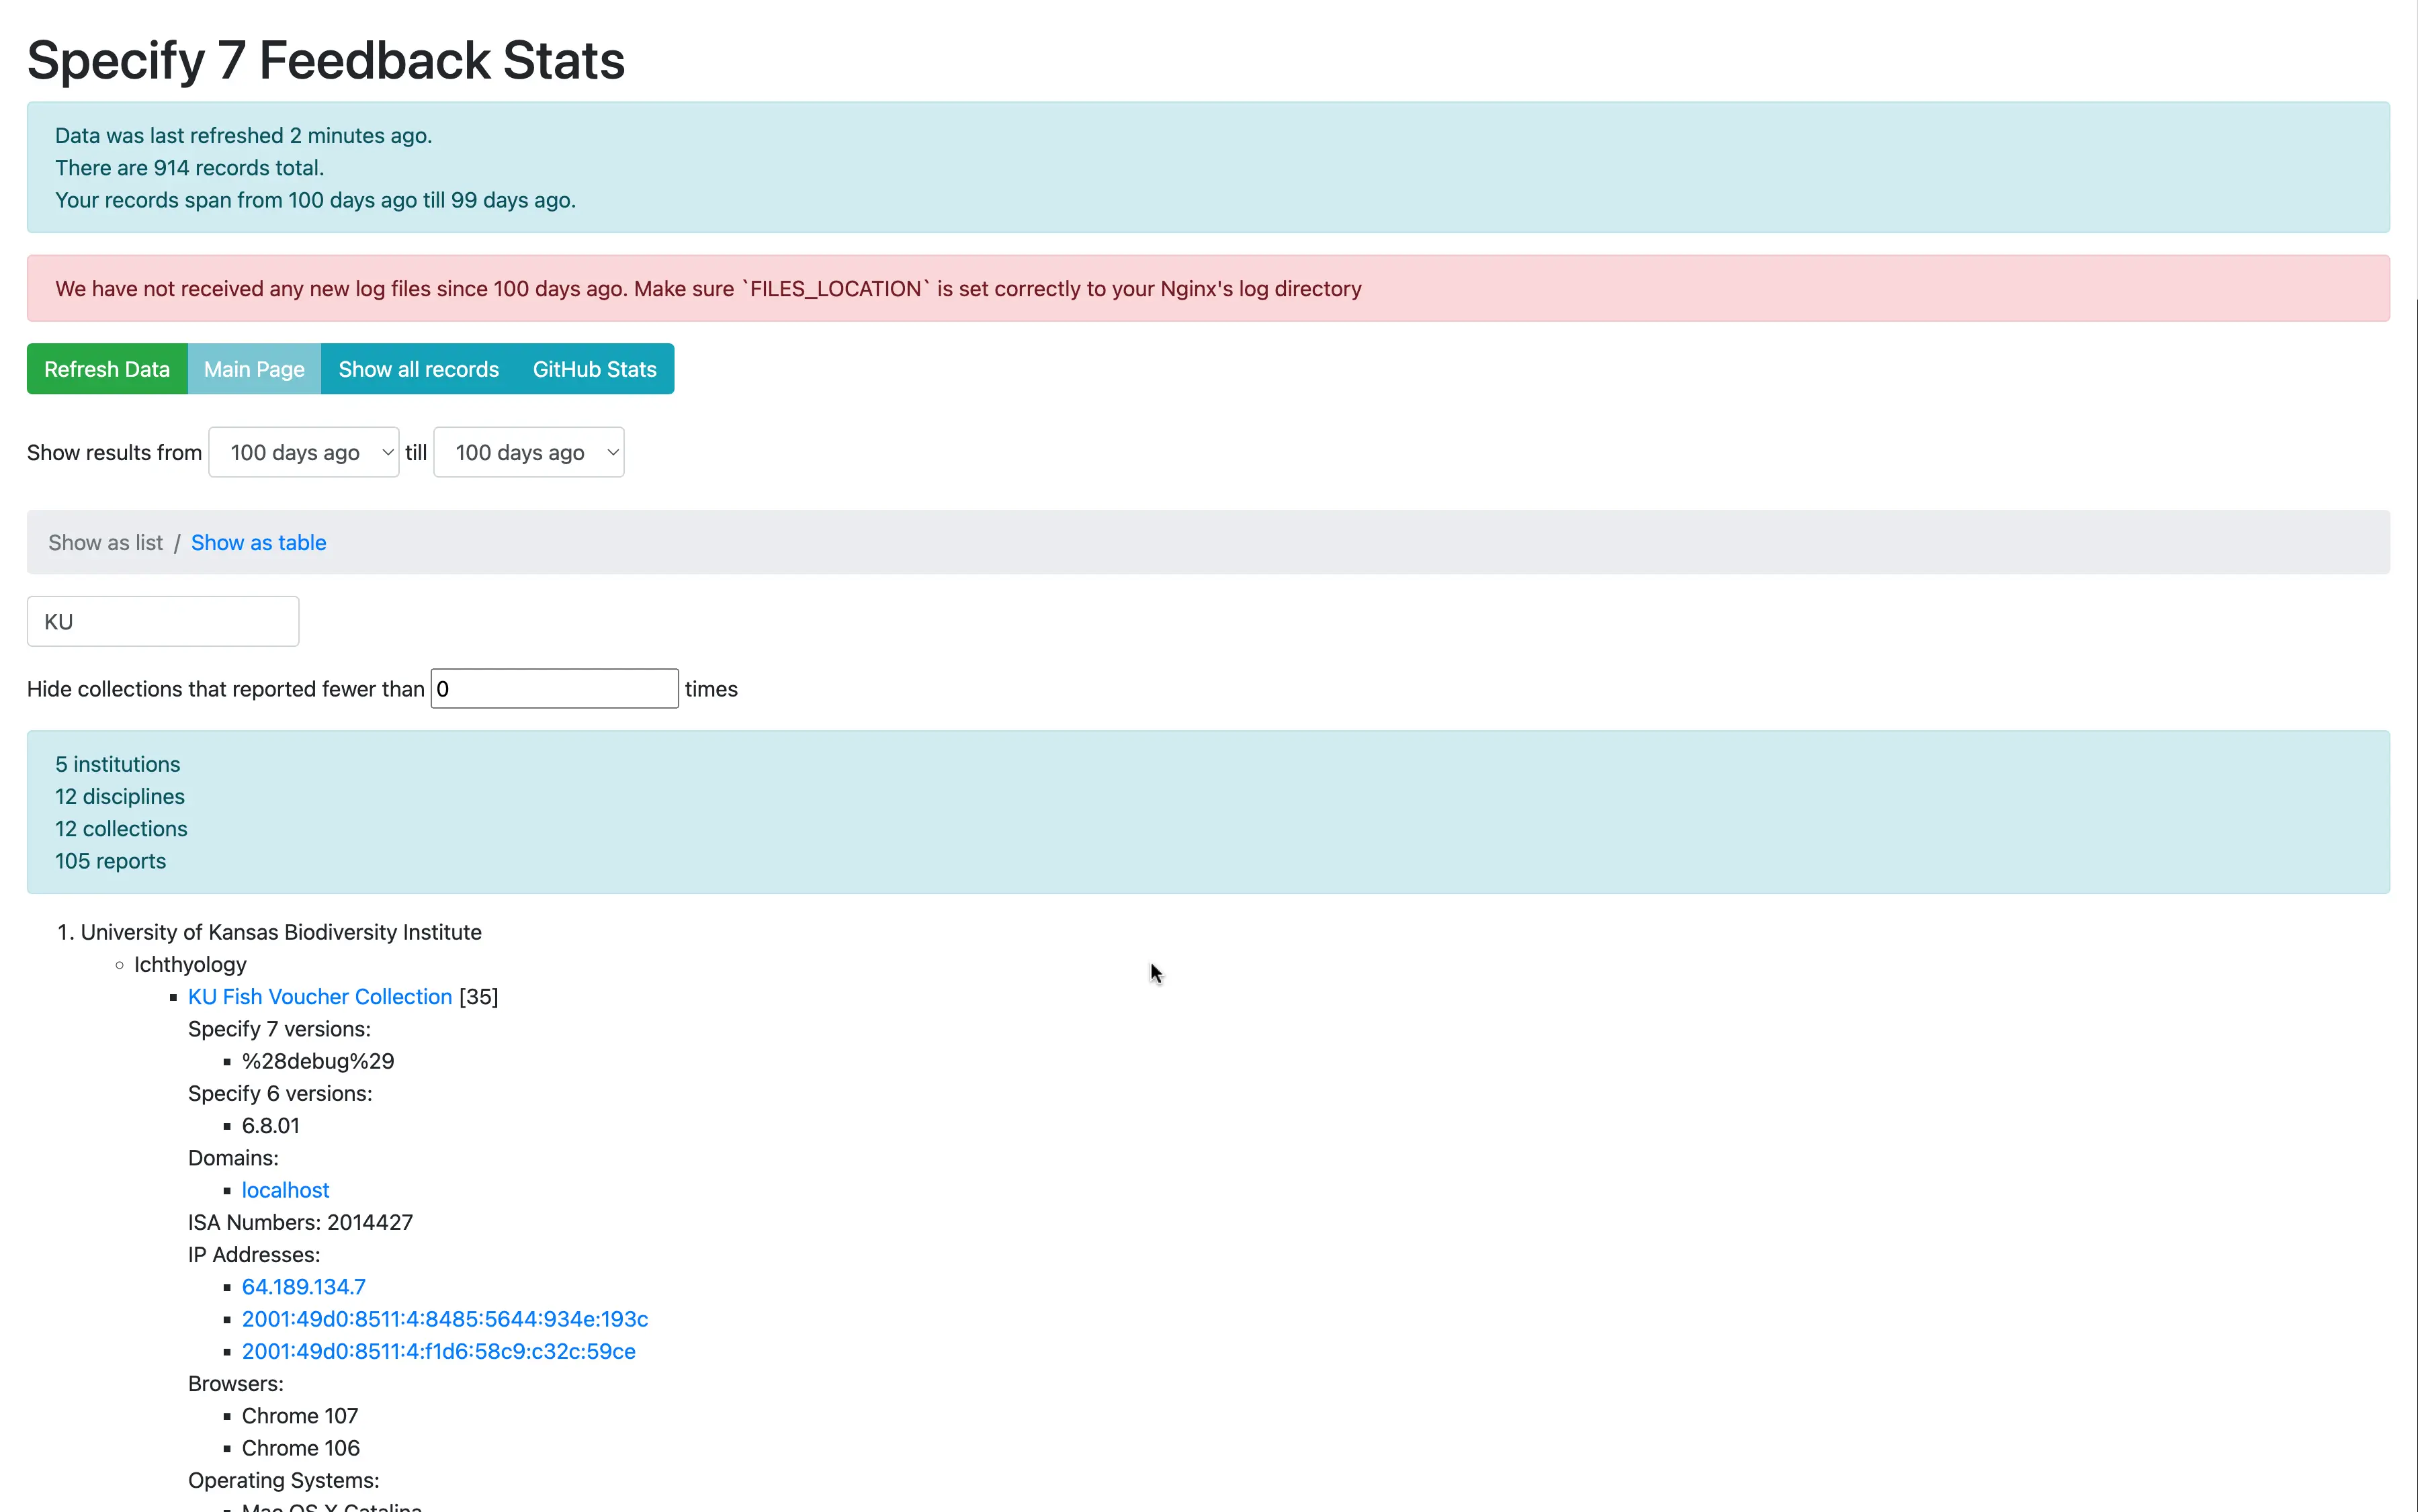 Specify 7 Feedback Stats
Data was last refreshed 2 minutes ago.
There are 914 records total.
Your records span from 100 days ago till 99 days ago.
We have not received any new log files since 100 days ago. Make sure `FILES_LOCATION` is set correctly to your Nginx's log directory
Refresh Data Main Page Show all records GitHub Stats
Show results from 100 days ago till 100 days ago
Show as list / Show as table
KU
Hide collections that reported fewer than 0 times
5 institutions
12 disciplines
12 collections
105 reports
1. University of Kansas Biodiversity Institute
Ichthyology
KU Fish Voucher Collection [35]
Specify 7 versions:
%28debug%29
Specify 6 versions:
6.8.01
Domains:
localhost
ISA Numbers: 2014427
IP Addresses:
64.189.134.7
2001:49d0:8511:4:8485:5644:934e:193c
2001:49d0:8511:4:f1d6:58c9:c32c:59ce
Browsers:
Chrome 107
Chrome 106
Operating Systems:
Mac OS X Catalina